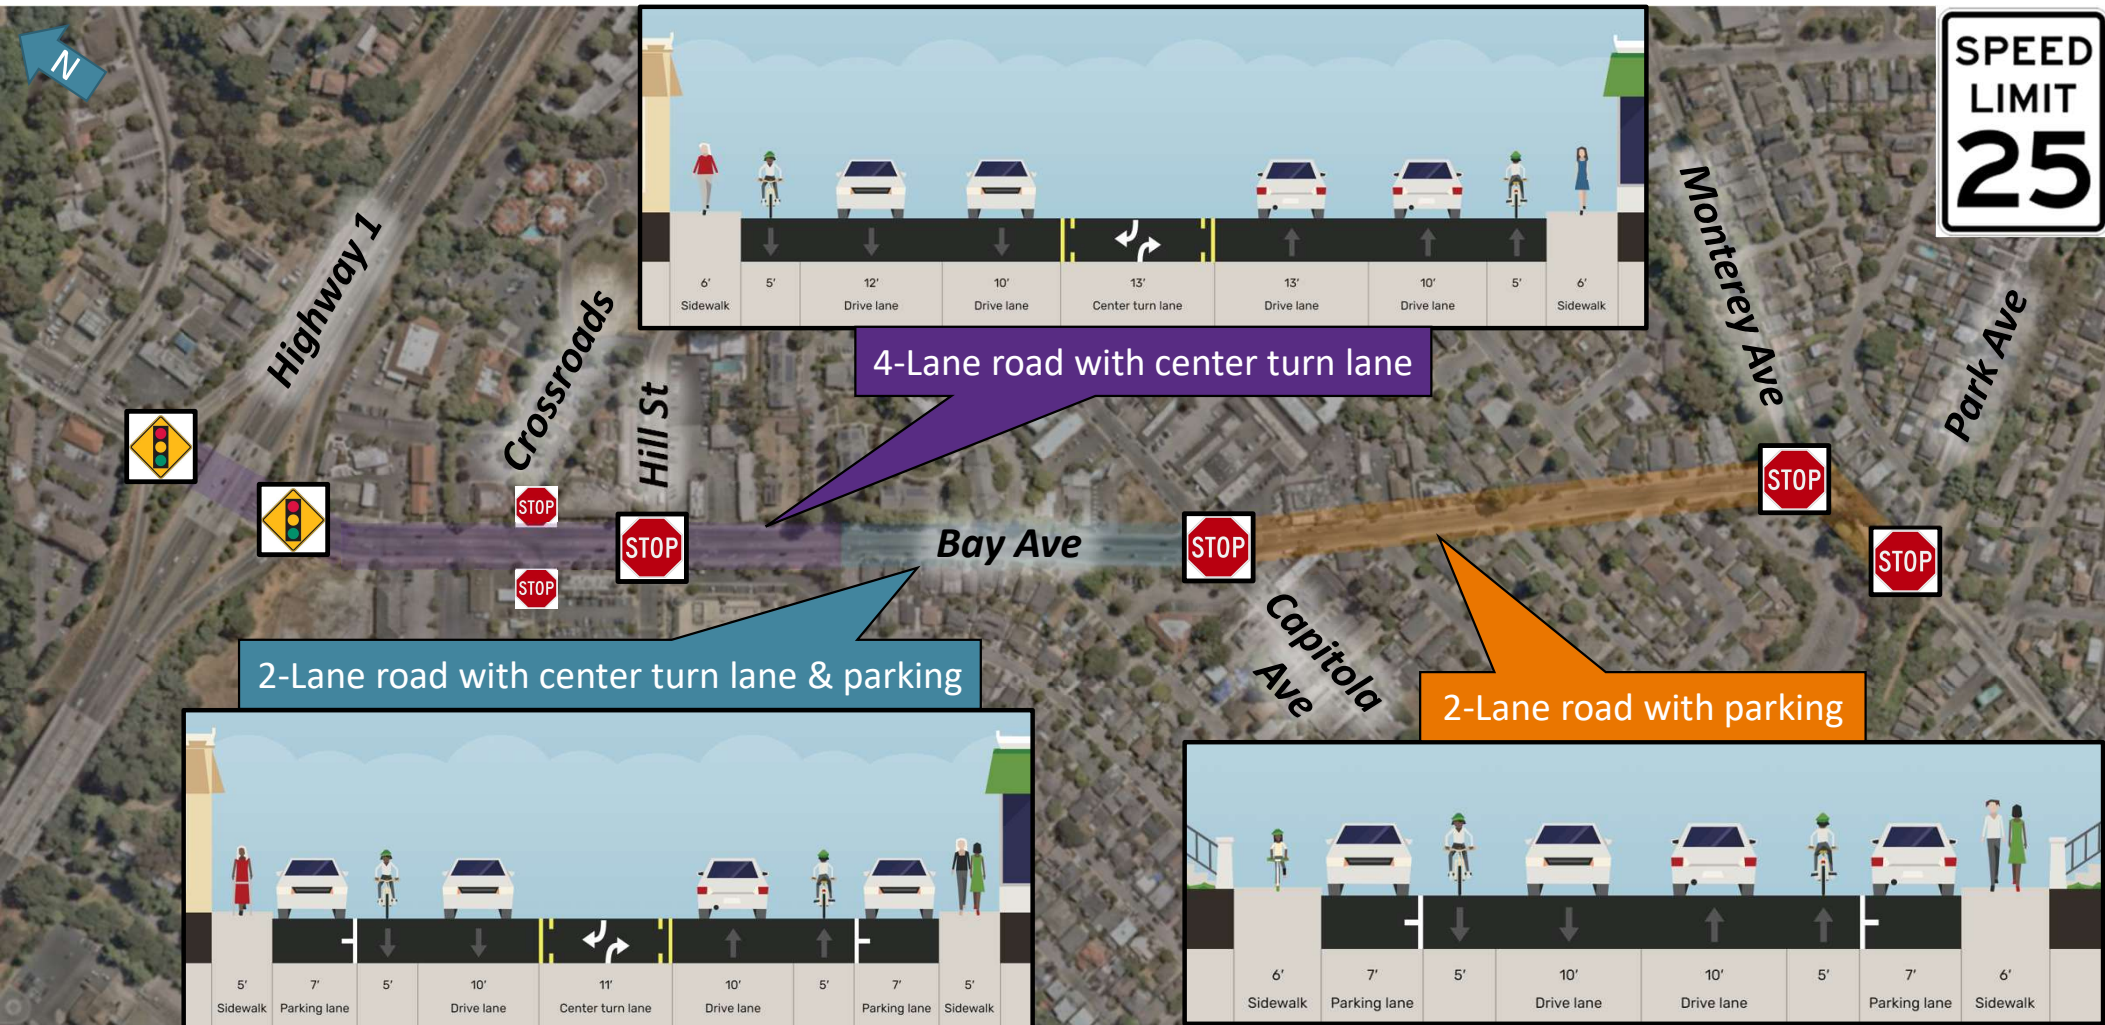 N
SPEED
LIMIT
25
6' 5' 12' 10' 13' 13' 10' 5' 6'
Sidewalk Drive lane Drive lane Center turn lane Drive lane Drive lane Sidewalk
4-Lane road with center turn lane
Highway 1
Crossroads
Hill St
Monterey Ave
Park Ave
STOP
STOP
STOP
STOP
STOP
STOP
Bay Ave
Capitola
Ave
2-Lane road with center turn lane & parking
5' 7' 5' 10' 11' 10' 5' 7' 5'
Sidewalk Parking lane Drive lane Center turn lane Drive lane Parking lane Sidewalk
2-Lane road with parking
6' 7' 5' 10' 10' 5' 7' 6'
Sidewalk Parking lane Drive lane Drive lane Parking lane Sidewalk